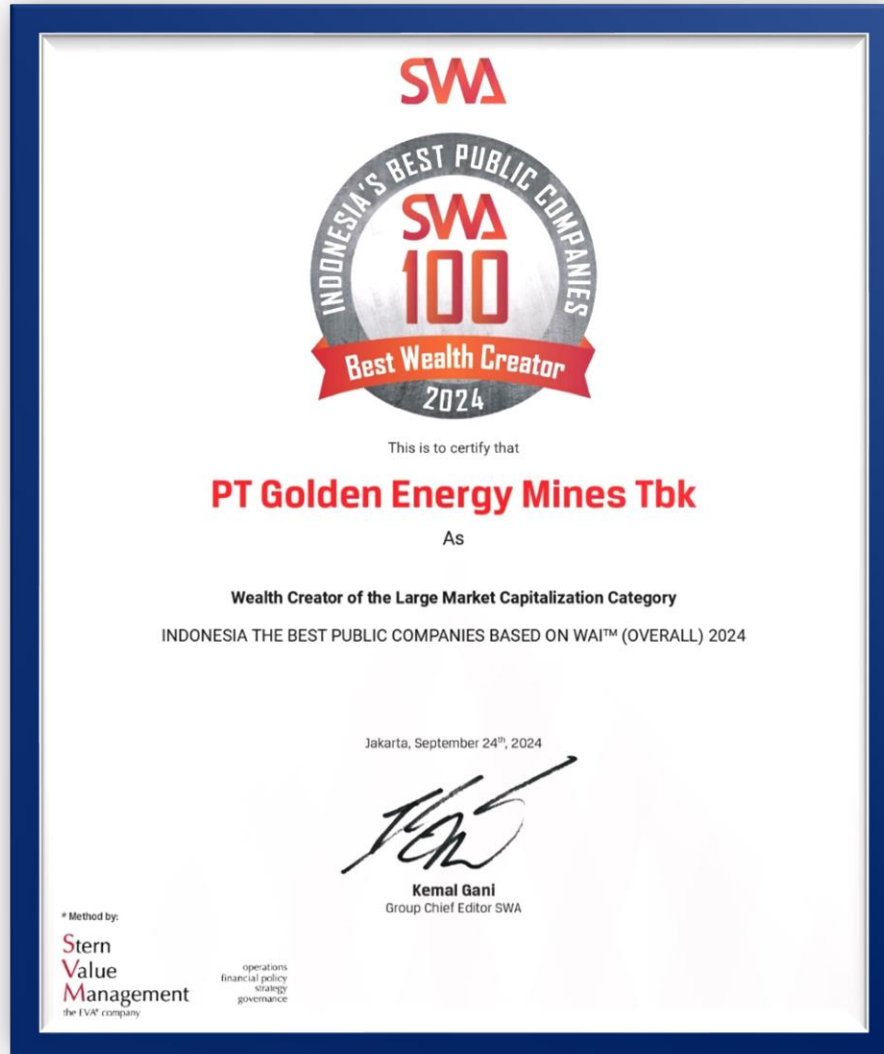 SWA
INDONESIA'S BEST PUBLIC COMPANIES
SWA
100
Best Wealth Creator
2024
This is to certify that
PT Golden Energy Mines Tbk
As
Wealth Creator of the Large Market Capitalization Category
INDONESIA THE BEST PUBLIC COMPANIES BASED ON WAI™ (OVERALL) 2024
Jakarta, September 24th, 2024
Kemal Gani
Group Chief Editor SWA
* Method by:
Stern
Value
Management
the EVA® company
operations
financial policy
strategy
governance